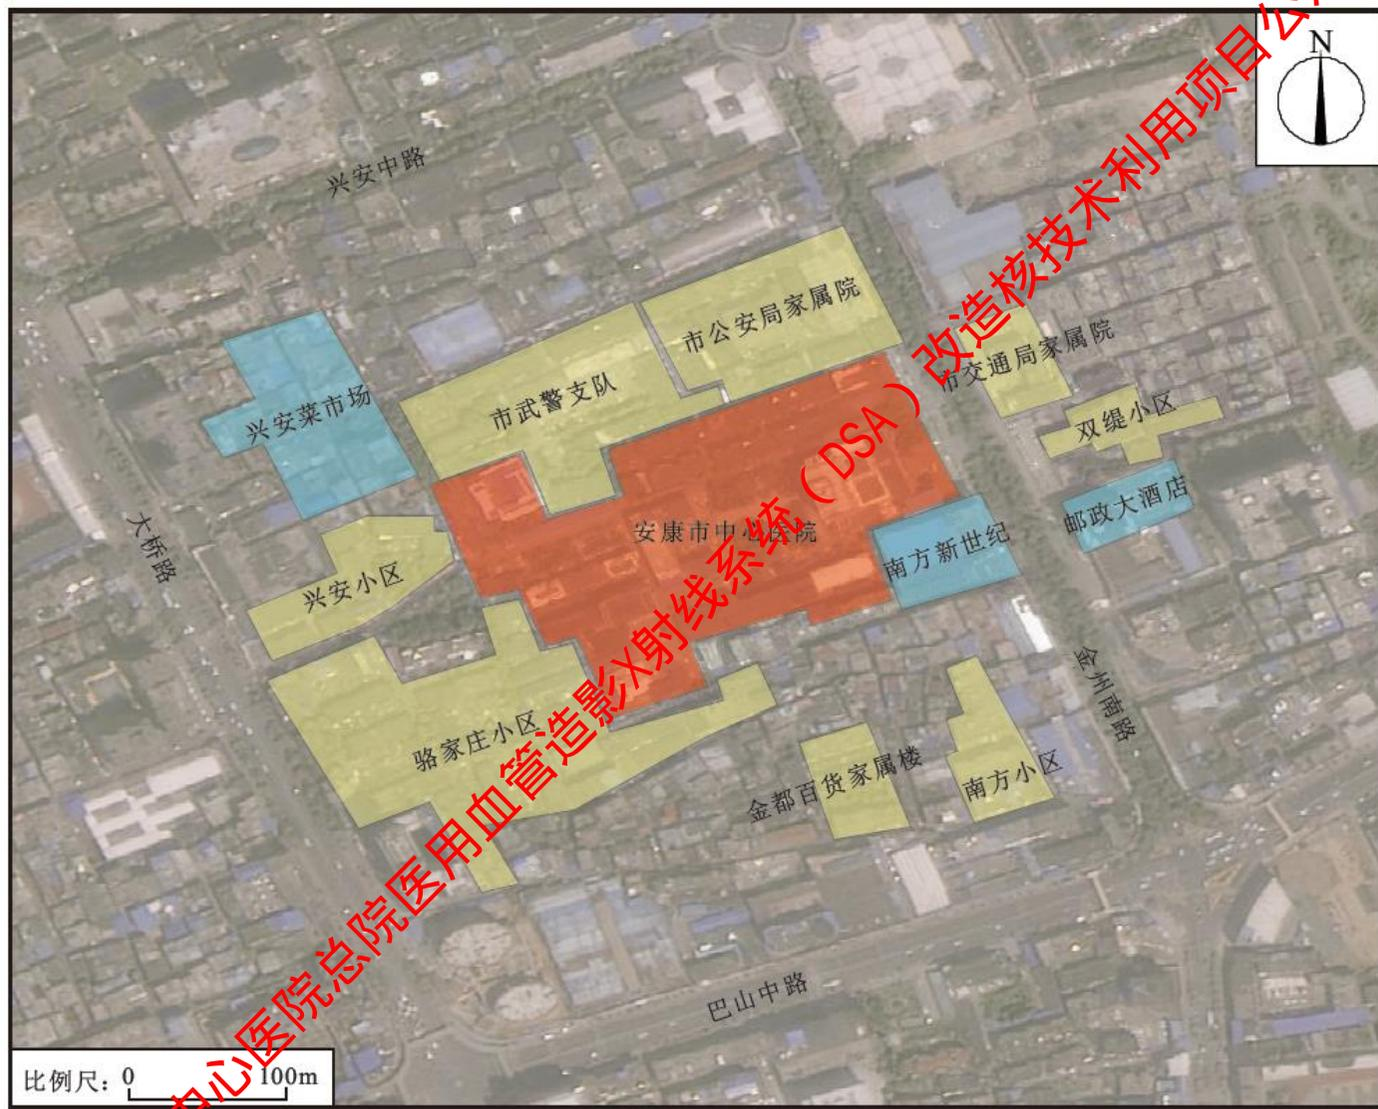 N
兴安中路
市公安局家属院
市武警支队
市交通局家属院
兴安菜市场
双缇小区
邮政大酒店
大桥路
安康市中心医院
南方新世纪
兴安小区
金州南路
骆家庄小区
金都百货家属楼
南方小区
巴山中路
比例尺：0 100m
中心医院总院医用血管造影X射线系统（DSA）改造核技术利用项目公